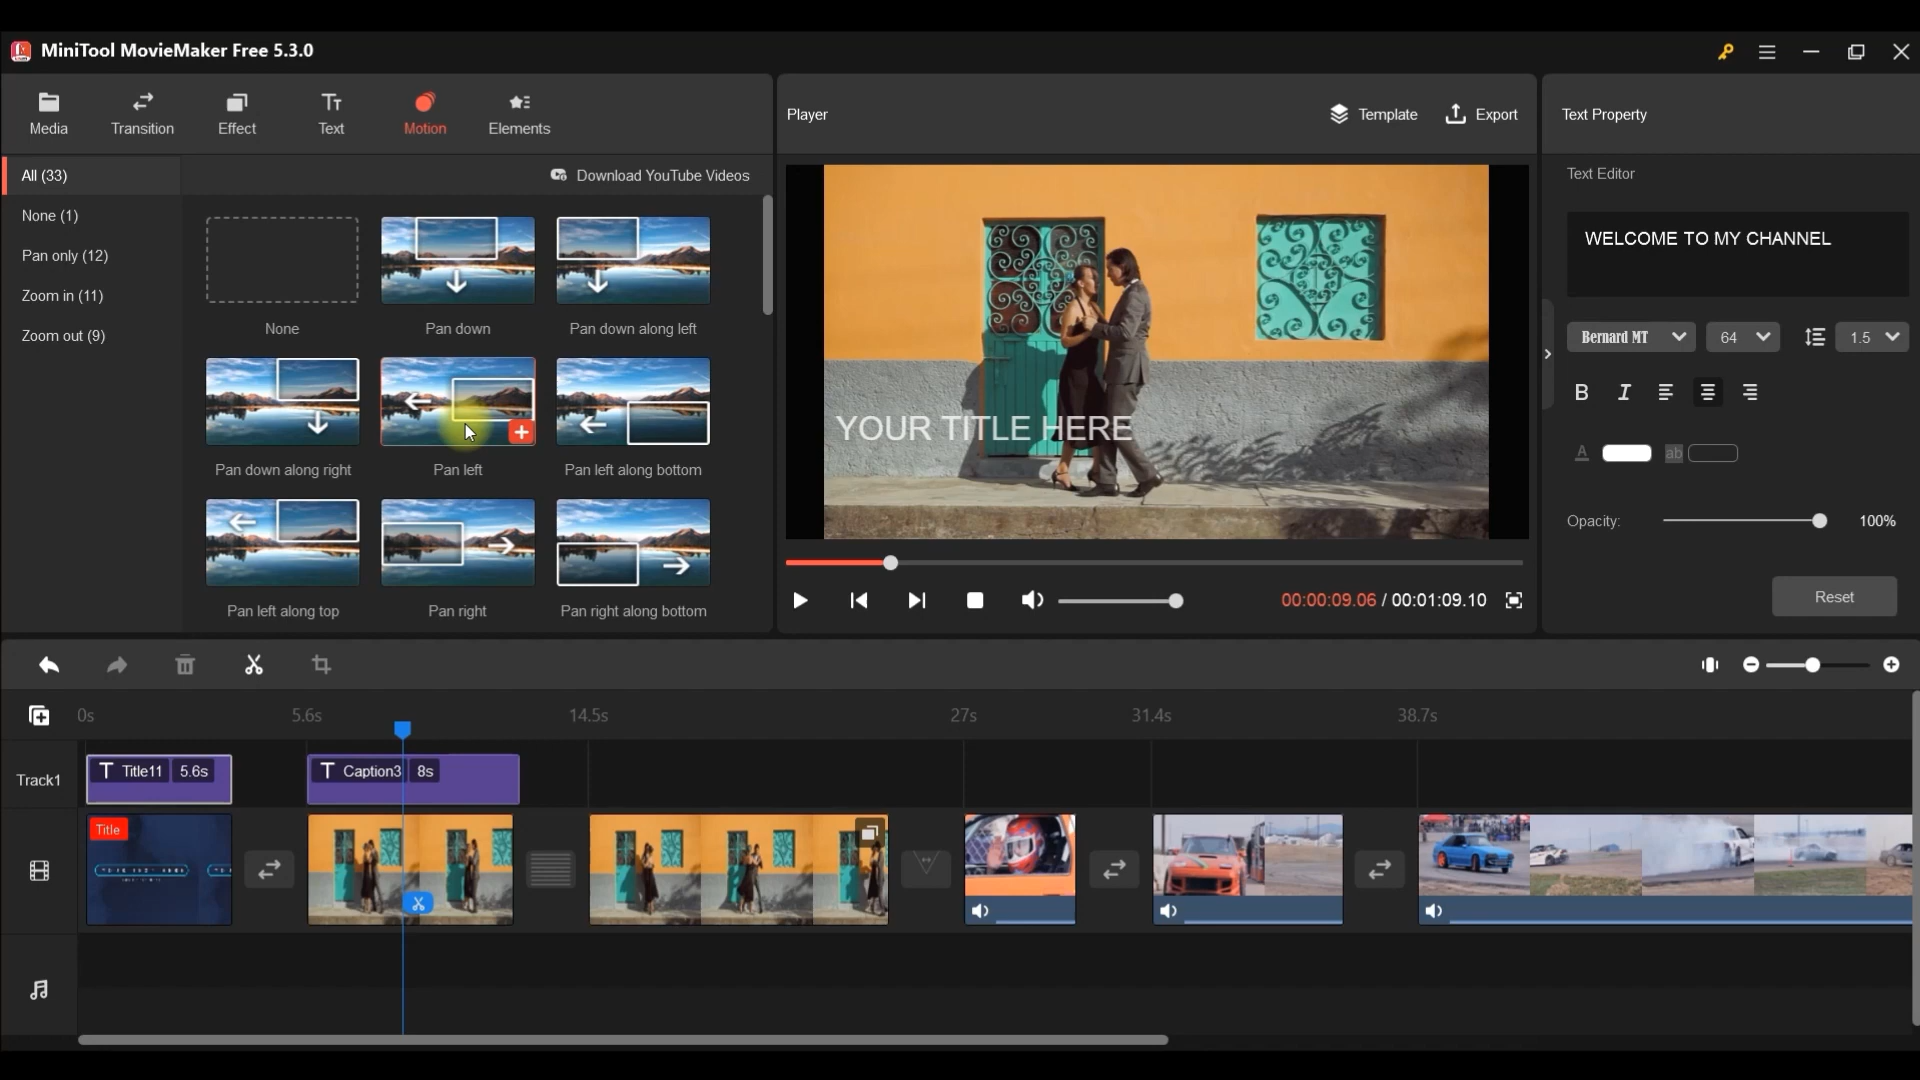 MiniTool MovieMaker Free 5.3.0
Media
Transition
Effect
Text
Motion
Elements
Player
Template
Export
Text Property
All (33)
Download YouTube Videos
None (1)
Pan only (12)
Zoom in (11)
Zoom out (9)
None
Pan down
Pan down along left
Pan down along right
Pan left
Pan left along bottom
Pan left along top
Pan right
Pan right along bottom
YOUR TITLE HERE
00:00:09.06 / 00:01:09.10
Text Editor
WELCOME TO MY CHANNEL
Bernard MT
64
1.5
B
I
A
ab
Opacity:
100%
Reset
0s
5.6s
14.5s
27s
31.4s
38.7s
Track1
T Title11 5.6s
T Caption3 8s
Title